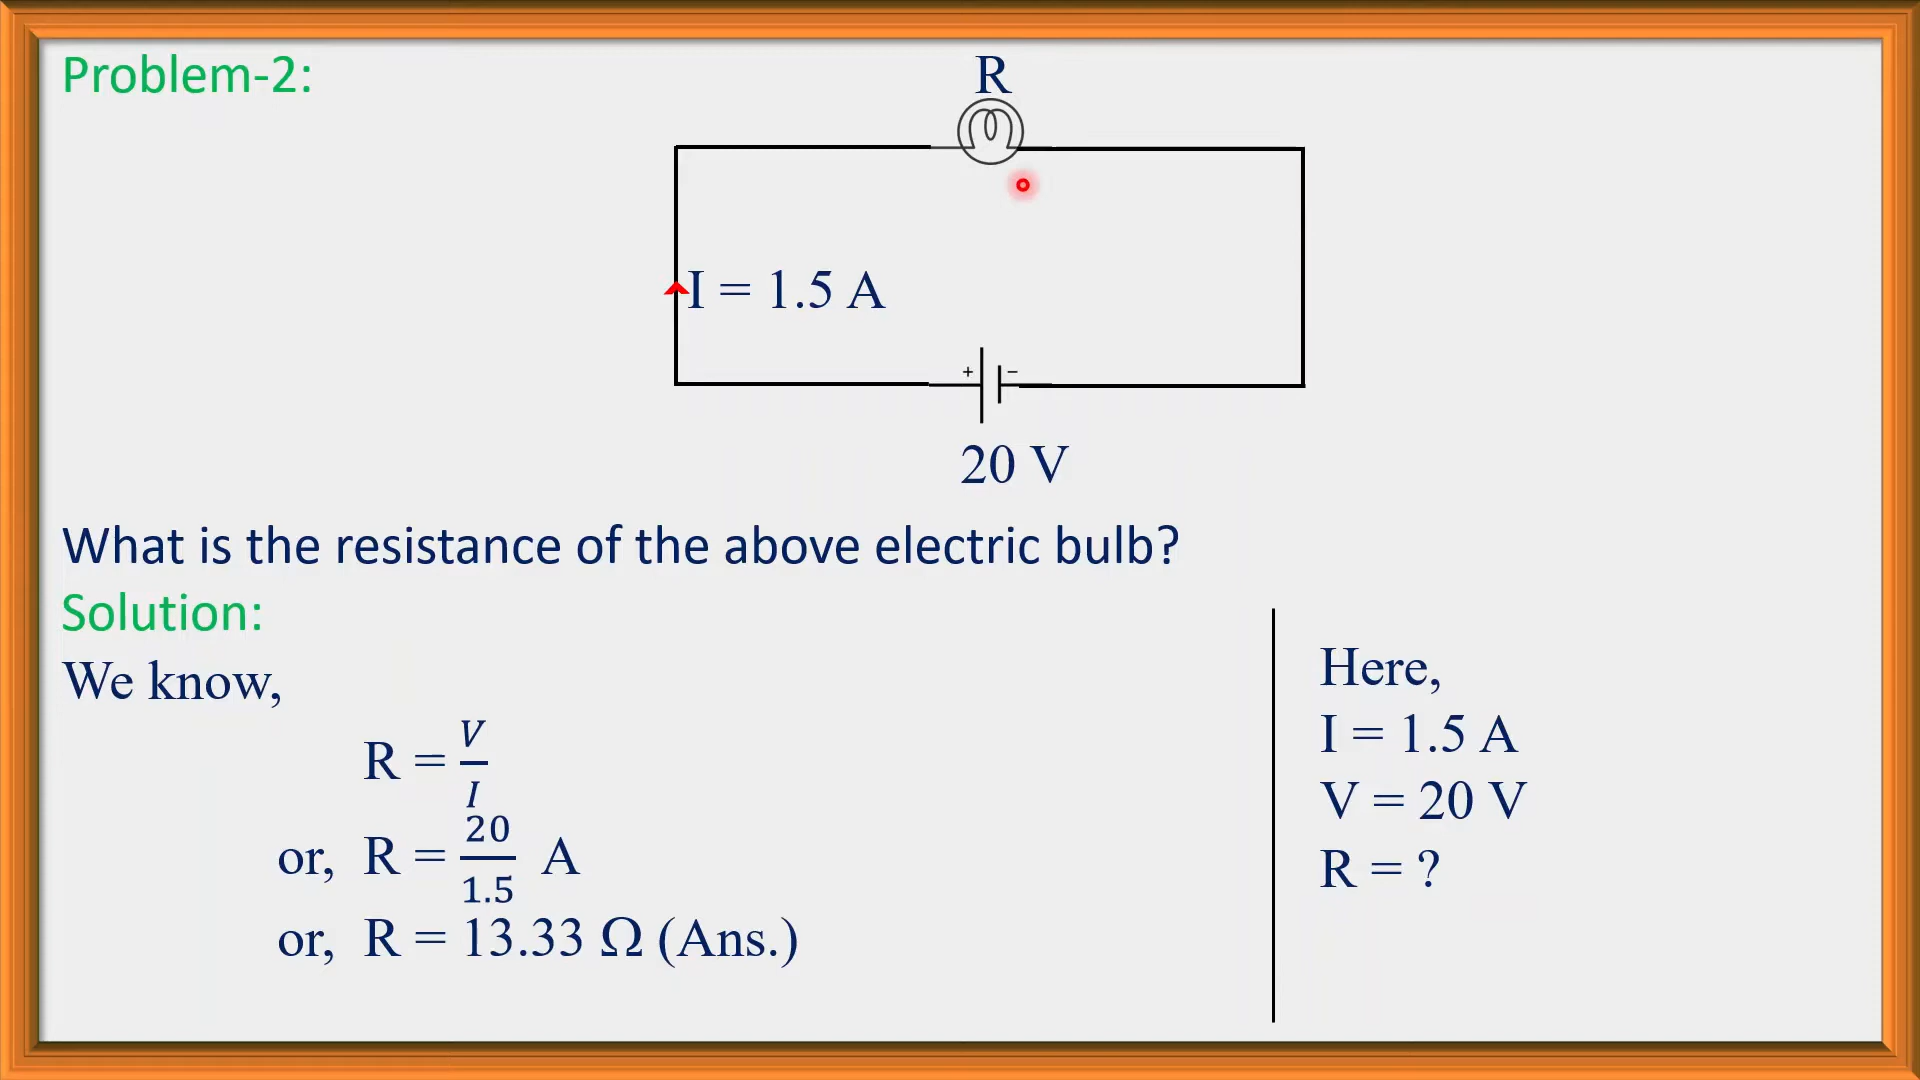 Problem-2:
R
I = 1.5 A
+ −
20 V
What is the resistance of the above electric bulb?
Solution:
We know,
R = V/I
or, R = 20/1.5 A
or, R = 13.33 Ω (Ans.)
Here,
I = 1.5 A
V = 20 V
R = ?